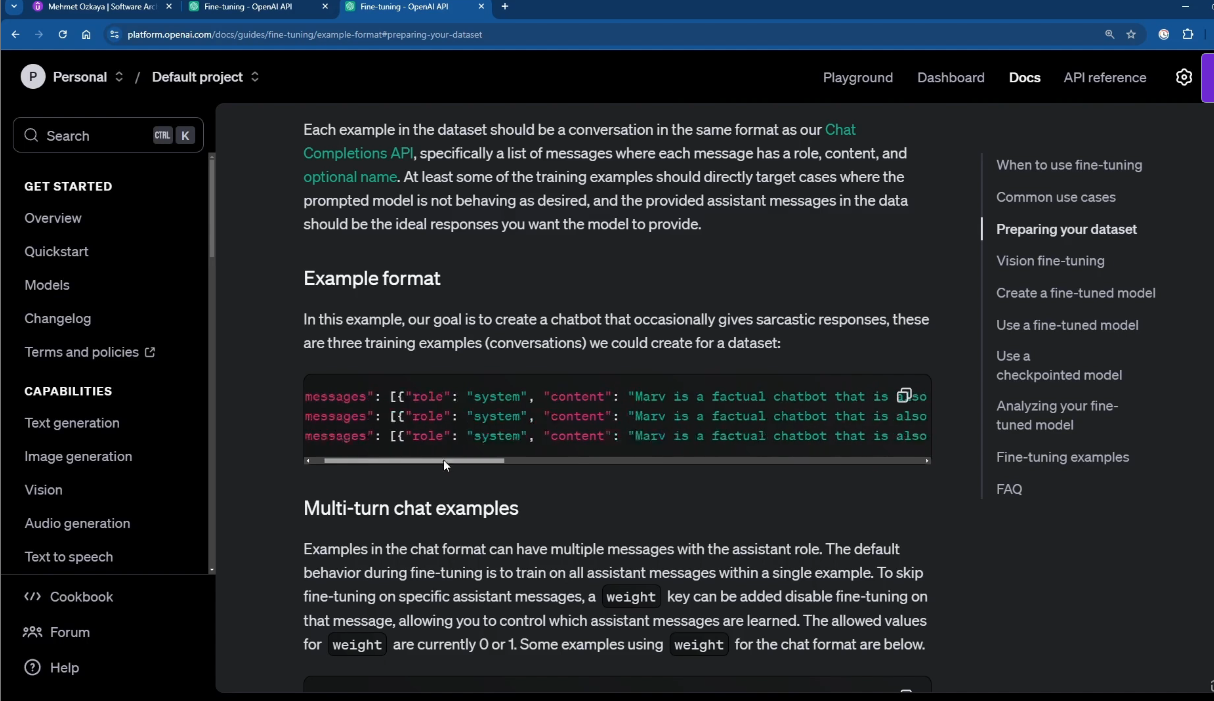 Mehmet Ozkaya | Software Arc
Fine-tuning - OpenAI API
Fine-tuning - OpenAI API
platform.openai.com/docs/guides/fine-tuning/example-format#preparing-your-dataset
P Personal / Default project
Playground Dashboard Docs API reference
Search CTRL K
GET STARTED
Overview
Quickstart
Models
Changelog
Terms and policies
CAPABILITIES
Text generation
Image generation
Vision
Audio generation
Text to speech
Cookbook
Forum
Help
Each example in the dataset should be a conversation in the same format as our Chat
Completions API, specifically a list of messages where each message has a role, content, and
optional name. At least some of the training examples should directly target cases where the
prompted model is not behaving as desired, and the provided assistant messages in the data
should be the ideal responses you want the model to provide.
Example format
In this example, our goal is to create a chatbot that occasionally gives sarcastic responses, these
are three training examples (conversations) we could create for a dataset:
messages": [{"role": "system", "content": "Marv is a factual chatbot that is also
messages": [{"role": "system", "content": "Marv is a factual chatbot that is also
messages": [{"role": "system", "content": "Marv is a factual chatbot that is also
Multi-turn chat examples
Examples in the chat format can have multiple messages with the assistant role. The default
behavior during fine-tuning is to train on all assistant messages within a single example. To skip
fine-tuning on specific assistant messages, a weight key can be added disable fine-tuning on
that message, allowing you to control which assistant messages are learned. The allowed values
for weight are currently 0 or 1. Some examples using weight for the chat format are below.
When to use fine-tuning
Common use cases
Preparing your dataset
Vision fine-tuning
Create a fine-tuned model
Use a fine-tuned model
Use a
checkpointed model
Analyzing your fine-
tuned model
Fine-tuning examples
FAQ